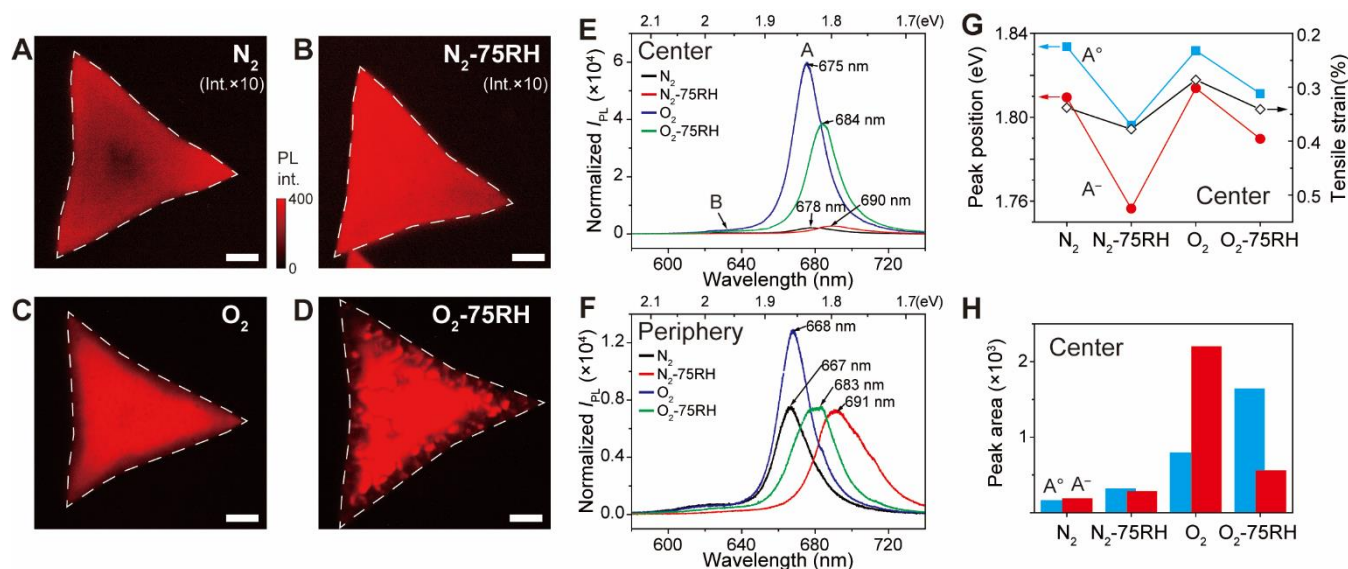 A
N₂
(Int.×10)
PL
int.
400
0
B
N₂-75RH
(Int.×10)
C
O₂
D
O₂-75RH
E
2.1 2 1.9 1.8 1.7(eV)
Center
A
675 nm
N₂
N₂-75RH
O₂
O₂-75RH
684 nm
690 nm
678 nm
B
Normalized I_PL (×10⁴)
6
4
2
0
600 640 680 720
Wavelength (nm)
F
2.1 2 1.9 1.8 1.7(eV)
Periphery
668 nm
N₂
N₂-75RH
O₂
O₂-75RH
667 nm
683 nm
691 nm
Normalized I_PL (×10⁴)
1.2
0.8
0.4
0.0
600 640 680 720
Wavelength (nm)
G
Peak position (eV)
1.84
1.80
1.76
A°
A⁻
Center
0.2
0.3
0.4
0.5
Tensile strain(%)
N₂ N₂-75RH O₂ O₂-75RH
H
Center
Peak area (×10³)
2
1
A° A⁻
N₂ N₂-75RH O₂ O₂-75RH